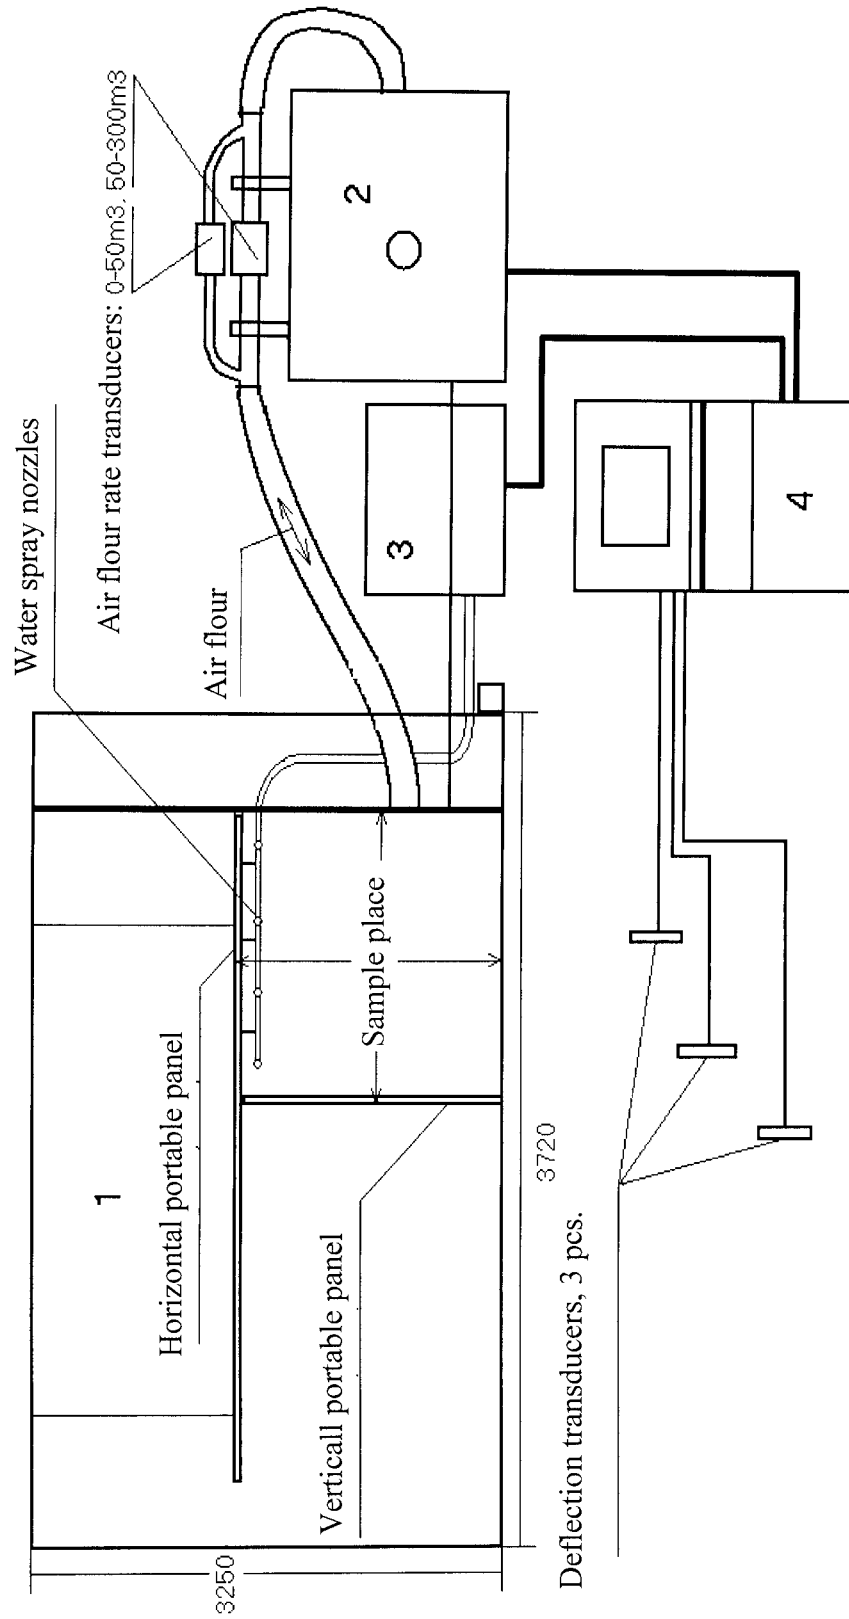 Air flour rate transducers: 0-50m3, 50-300m3
Water spray nozzles
Air flour
2
3
4
1
Horizontal portable panel
Sample place
Verticall portable panel
3250
3720
Deflection transducers, 3 pcs.